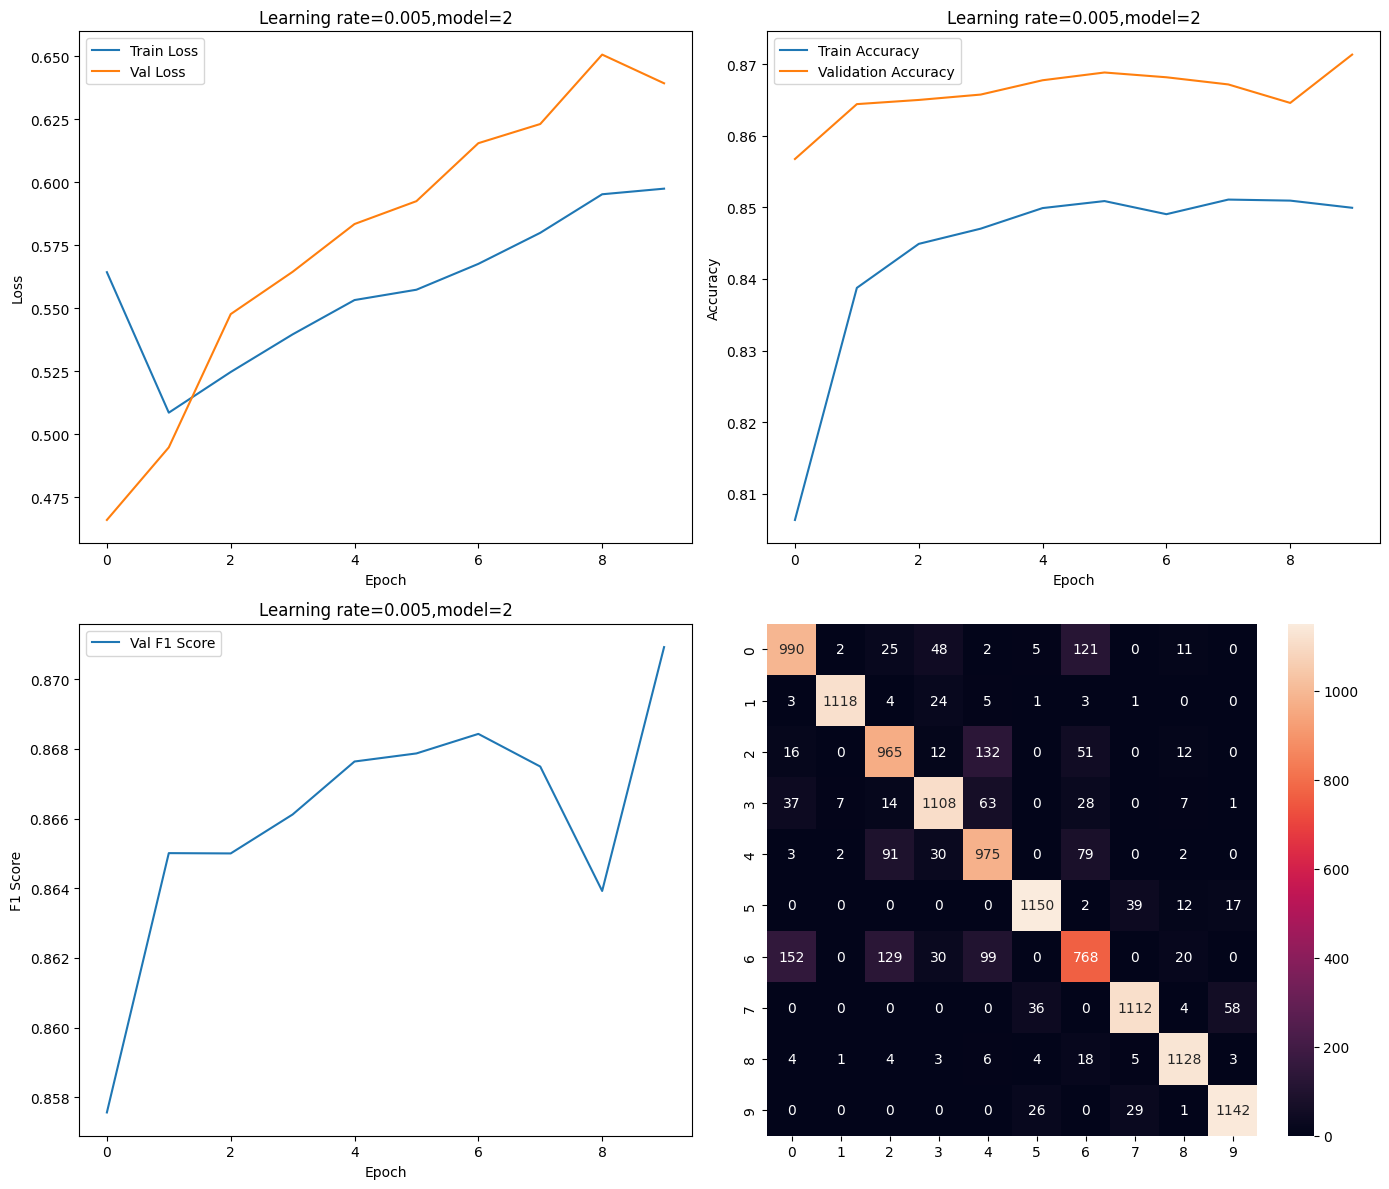 Learning rate=0.005,model=2
Train Loss
Val Loss
0.650
0.625
0.600
0.575
0.550
0.525
0.500
0.475
Loss
0 2 4 6 8
Epoch
Learning rate=0.005,model=2
Train Accuracy
Validation Accuracy
0.87
0.86
0.85
0.84
0.83
0.82
0.81
Accuracy
0 2 4 6 8
Epoch
Learning rate=0.005,model=2
Val F1 Score
0.870
0.868
0.866
0.864
0.862
0.860
0.858
F1 Score
0 2 4 6 8
Epoch
0 990 2 25 48 2 5 121 0 11 0
1 3 1118 4 24 5 1 3 1 0 0
2 16 0 965 12 132 0 51 0 12 0
3 37 7 14 1108 63 0 28 0 7 1
4 3 2 91 30 975 0 79 0 2 0
5 0 0 0 0 0 1150 2 39 12 17
6 152 0 129 30 99 0 768 0 20 0
7 0 0 0 0 0 36 0 1112 4 58
8 4 1 4 3 6 4 18 5 1128 3
9 0 0 0 0 0 26 0 29 1 1142
0 1 2 3 4 5 6 7 8 9
1000
800
600
400
200
0